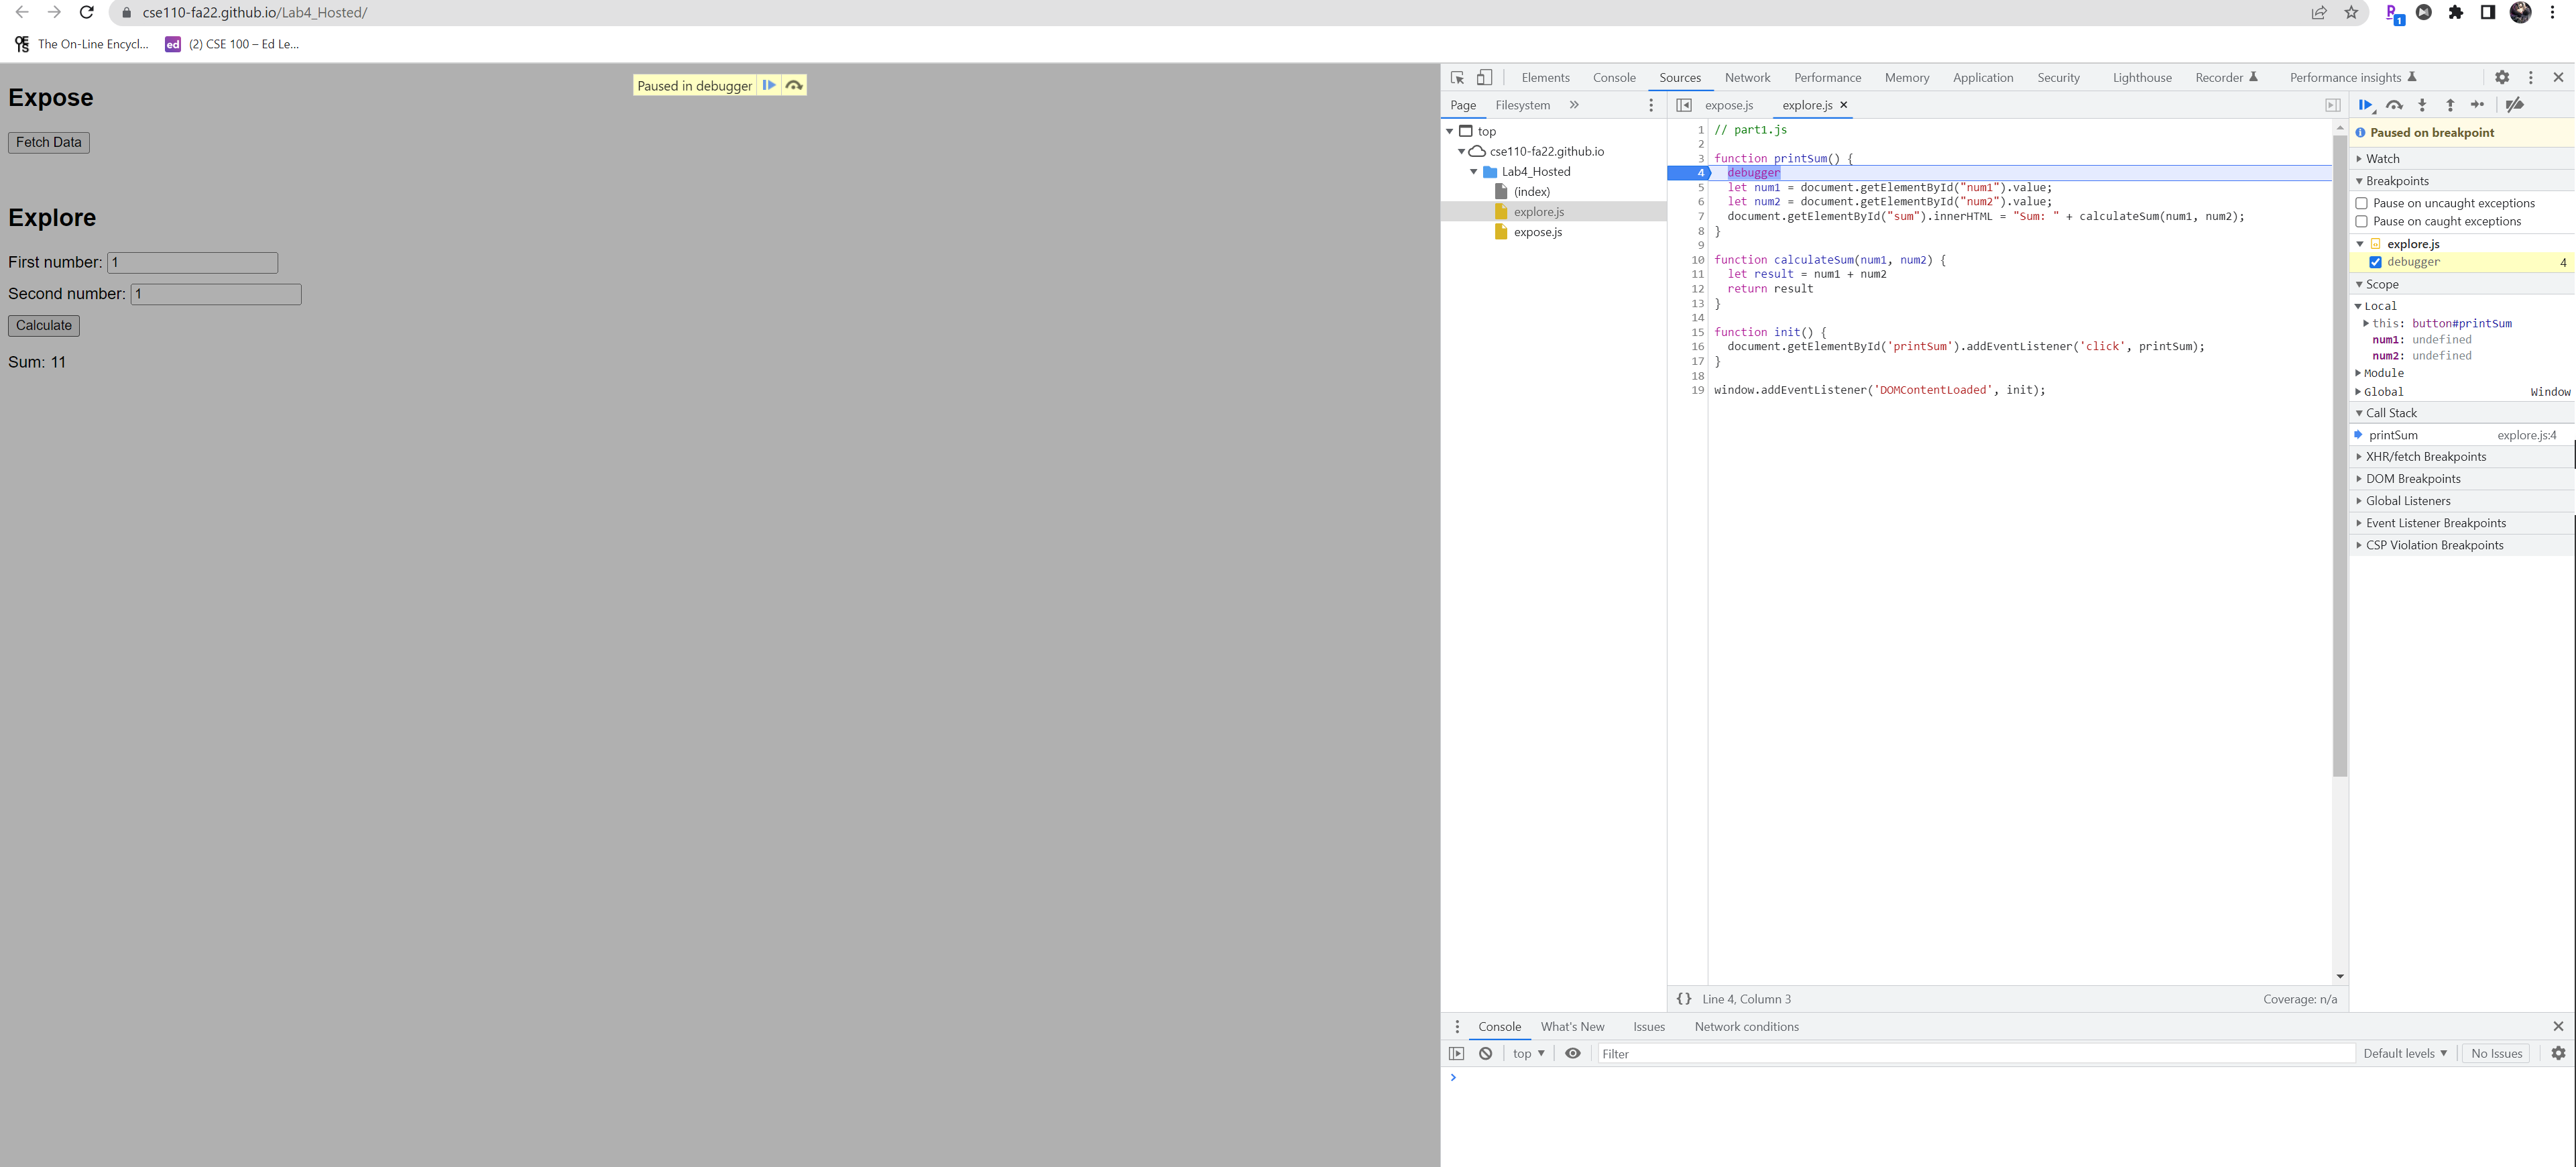 cse110-fa22.github.io/Lab4_Hosted/
The On-Line Encycl...
ed (2) CSE 100 – Ed Le...
1
Paused in debugger
Expose
Fetch Data
Explore
First number: 1
Second number: 1
Calculate
Sum: 11
Elements Console Sources Network Performance Memory Application Security Lighthouse Recorder Performance insights
Page Filesystem »
top
cse110-fa22.github.io
Lab4_Hosted
(index)
explore.js
expose.js
expose.js explore.js ×
1 // part1.js
2
3 function printSum() {
4 debugger
5 let num1 = document.getElementById("num1").value;
6 let num2 = document.getElementById("num2").value;
7 document.getElementById("sum").innerHTML = "Sum: " + calculateSum(num1, num2);
8 }
9
10 function calculateSum(num1, num2) {
11 let result = num1 + num2
12 return result
13 }
14
15 function init() {
16 document.getElementById('printSum').addEventListener('click', printSum);
17 }
18
19 window.addEventListener('DOMContentLoaded', init);
{} Line 4, Column 3 Coverage: n/a
Paused on breakpoint
Watch
Breakpoints
Pause on uncaught exceptions
Pause on caught exceptions
explore.js
debugger 4
Scope
Local
this: button#printSum
num1: undefined
num2: undefined
Module
Global Window
Call Stack
printSum explore.js:4
XHR/fetch Breakpoints
DOM Breakpoints
Global Listeners
Event Listener Breakpoints
CSP Violation Breakpoints
Console What's New Issues Network conditions
top Filter Default levels No Issues